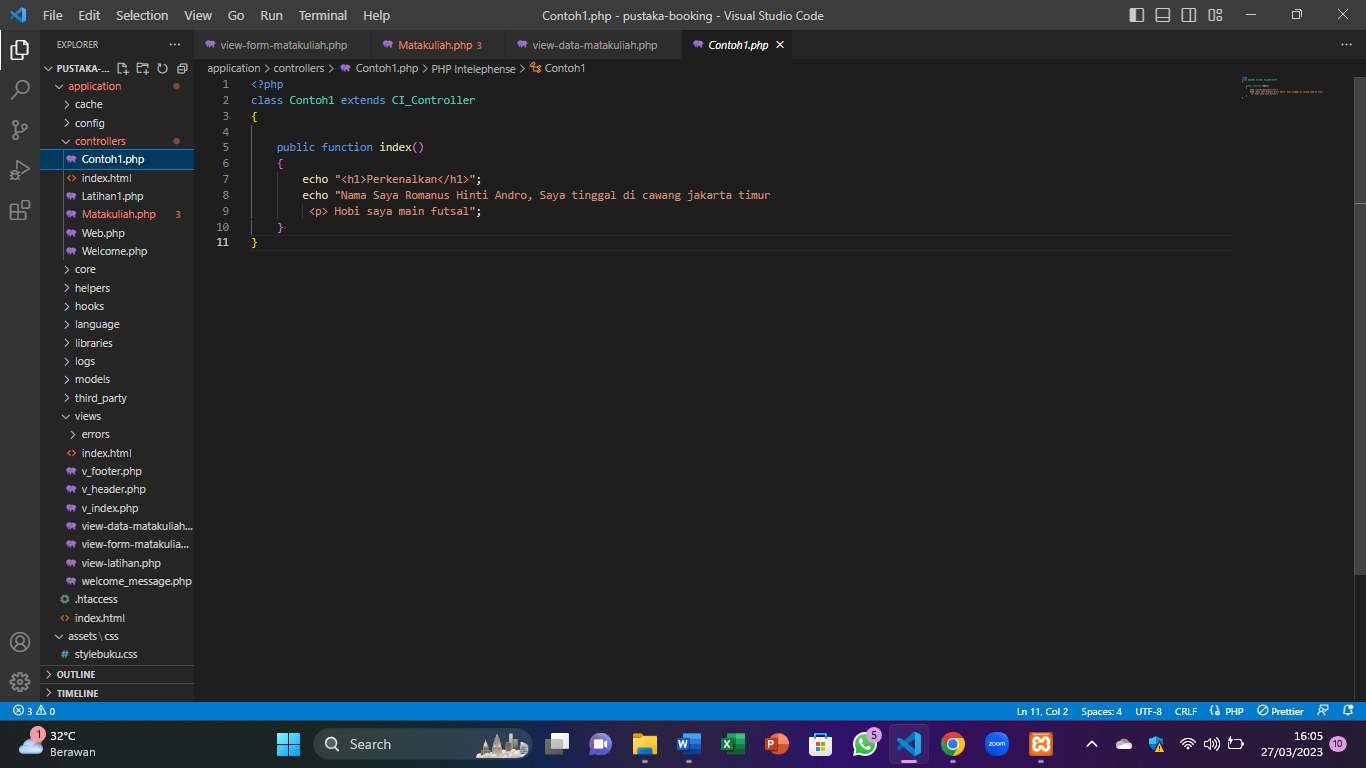 File Edit Selection View Go Run Terminal Help
Contoh1.php - pustaka-booking - Visual Studio Code
EXPLORER
view-form-matakuliah.php
Matakuliah.php 3
view-data-matakuliah.php
Contoh1.php
application > controllers > Contoh1.php > PHP Intelephense > Contoh1
PUSTAKA-...
application
cache
config
controllers
Contoh1.php
index.html
Latihan1.php
Matakuliah.php 3
Web.php
Welcome.php
core
helpers
hooks
language
libraries
logs
models
third_party
views
errors
index.html
v_footer.php
v_header.php
v_index.php
view-data-matakuliah...
view-form-matakulia...
view-latihan.php
welcome_message.php
.htaccess
index.html
assets\css
stylebuku.css
OUTLINE
TIMELINE
1 <?php
2 class Contoh1 extends CI_Controller
3 {
4
5 public function index()
6 {
7 echo "<h1>Perkenalkan</h1>";
8 echo "Nama Saya Romanus Hinti Andro, Saya tinggal di cawang jakarta timur
9 <p> Hobi saya main futsal";
10 }
11 }
3 0
Ln 11, Col 2 Spaces: 4 UTF-8 CRLF PHP Prettier
1
32°C
Berawan
Search
5
zoom
16:05
27/03/2023
10